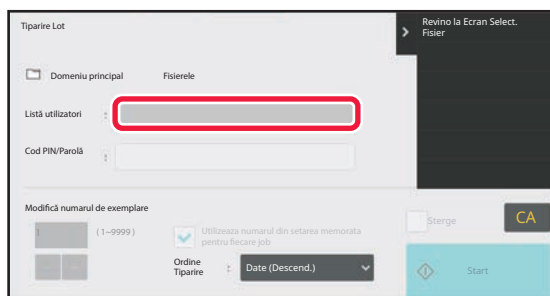 Tiparire Lot
Revino la Ecran Select.
Fisier
Domeniu principal Fisierele
Listă utilizatori :
Cod PIN/Parolă :
Modifică numarul de exemplare
1 (1~9999)
Utilizeaza numarul din setarea memorata
pentru fiecare job
Ordine
Tiparire : Date (Descend.)
Sterge
CA
Start